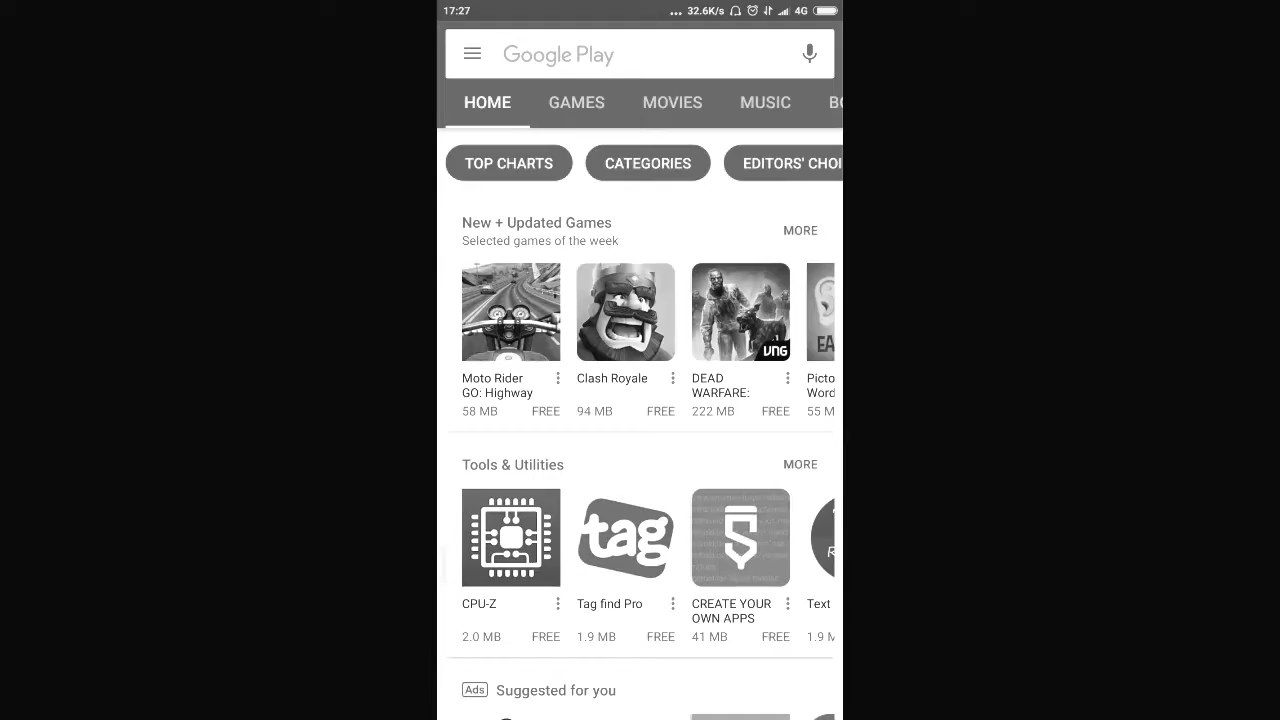 17:27 ... 32.6K/s 4G
Google Play
HOME GAMES MOVIES MUSIC
TOP CHARTS CATEGORIES EDITORS' CHOI
New + Updated Games
MORE
Selected games of the week
VNG
EA
Moto Rider GO: Highway
Clash Royale
DEAD WARFARE:
Picto Word
58 MB FREE 94 MB FREE 222 MB FREE 55 M
Tools & Utilities MORE
tag
CPU-Z
Tag find Pro
CREATE YOUR OWN APPS
Text
2.0 MB FREE 1.9 MB FREE 41 MB FREE 1.9 M
Ads Suggested for you